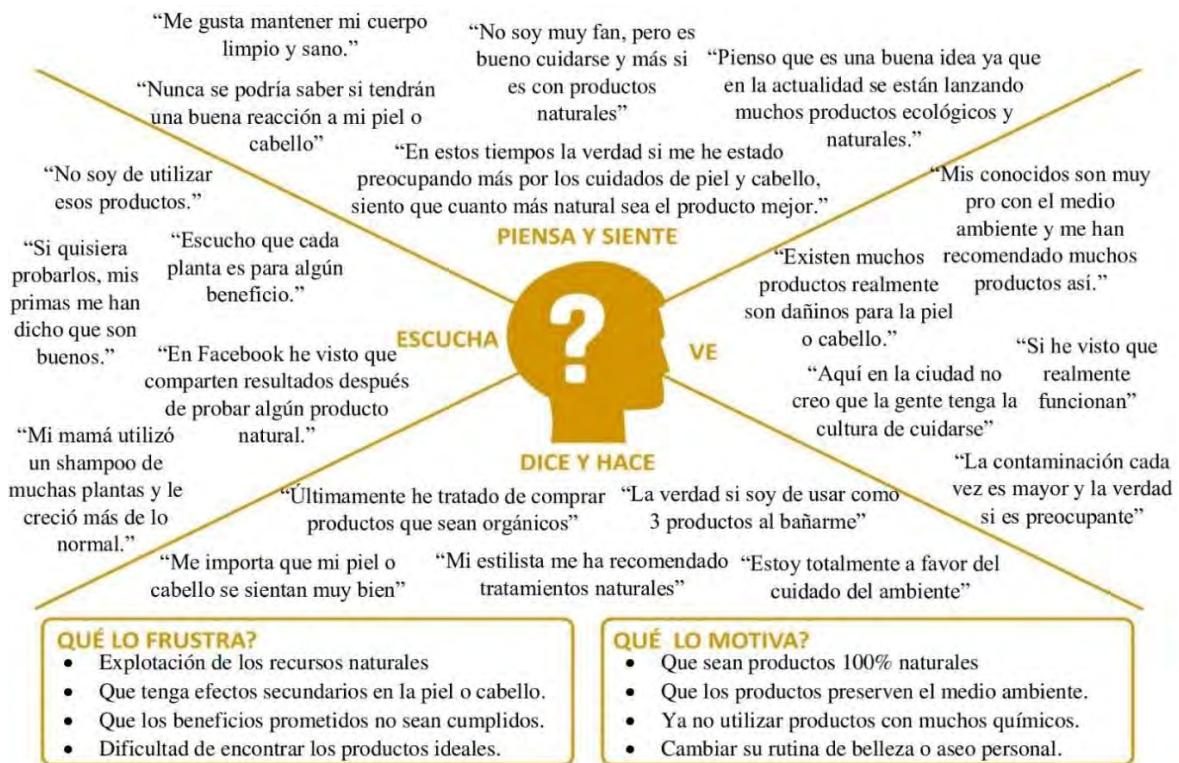 “Me gusta mantener mi cuerpo
limpio y sano.”
“No soy muy fan, pero es
bueno cuidarse y más si
es con productos
naturales”
“Pienso que es una buena idea ya que
en la actualidad se están lanzando
muchos productos ecológicos y
naturales.”
“Nunca se podría saber si tendrán
una buena reacción a mi piel o
cabello”
“En estos tiempos la verdad si me he estado
preocupando más por los cuidados de piel y cabello,
siento que cuanto más natural sea el producto mejor.”
PIENSA Y SIENTE
“No soy de utilizar
esos productos.”
“Si quisiera
probarlos, mis
primas me han
dicho que son
buenos.”
“Escucho que cada
planta es para algún
beneficio.”
ESCUCHA
“En Facebook he visto que
comparten resultados después
de probar algún producto
natural.”
“Mi mamá utilizó
un shampoo de
muchas plantas y le
creció más de lo
normal.”
?
VE
“Mis conocidos son muy
pro con el medio
ambiente y me han
recomendado muchos
productos así.”
“Existen muchos
productos realmente
son dañinos para la piel
o cabello.”
“Si he visto que
realmente
funcionan”
“Aquí en la ciudad no
creo que la gente tenga la
cultura de cuidarse”
“La contaminación cada
vez es mayor y la verdad
si es preocupante”
DICE Y HACE
“Últimamente he tratado de comprar
productos que sean orgánicos”
“La verdad si soy de usar como
3 productos al bañarme”
“Me importa que mi piel o
cabello se sientan muy bien”
“Mi estilista me ha recomendado
tratamientos naturales”
“Estoy totalmente a favor del
cuidado del ambiente”
QUÉ LO FRUSTRA?
• Explotación de los recursos naturales
• Que tenga efectos secundarios en la piel o cabello.
• Que los beneficios prometidos no sean cumplidos.
• Dificultad de encontrar los productos ideales.
QUÉ LO MOTIVA?
• Que sean productos 100% naturales
• Que los productos preserven el medio ambiente.
• Ya no utilizar productos con muchos químicos.
• Cambiar su rutina de belleza o aseo personal.